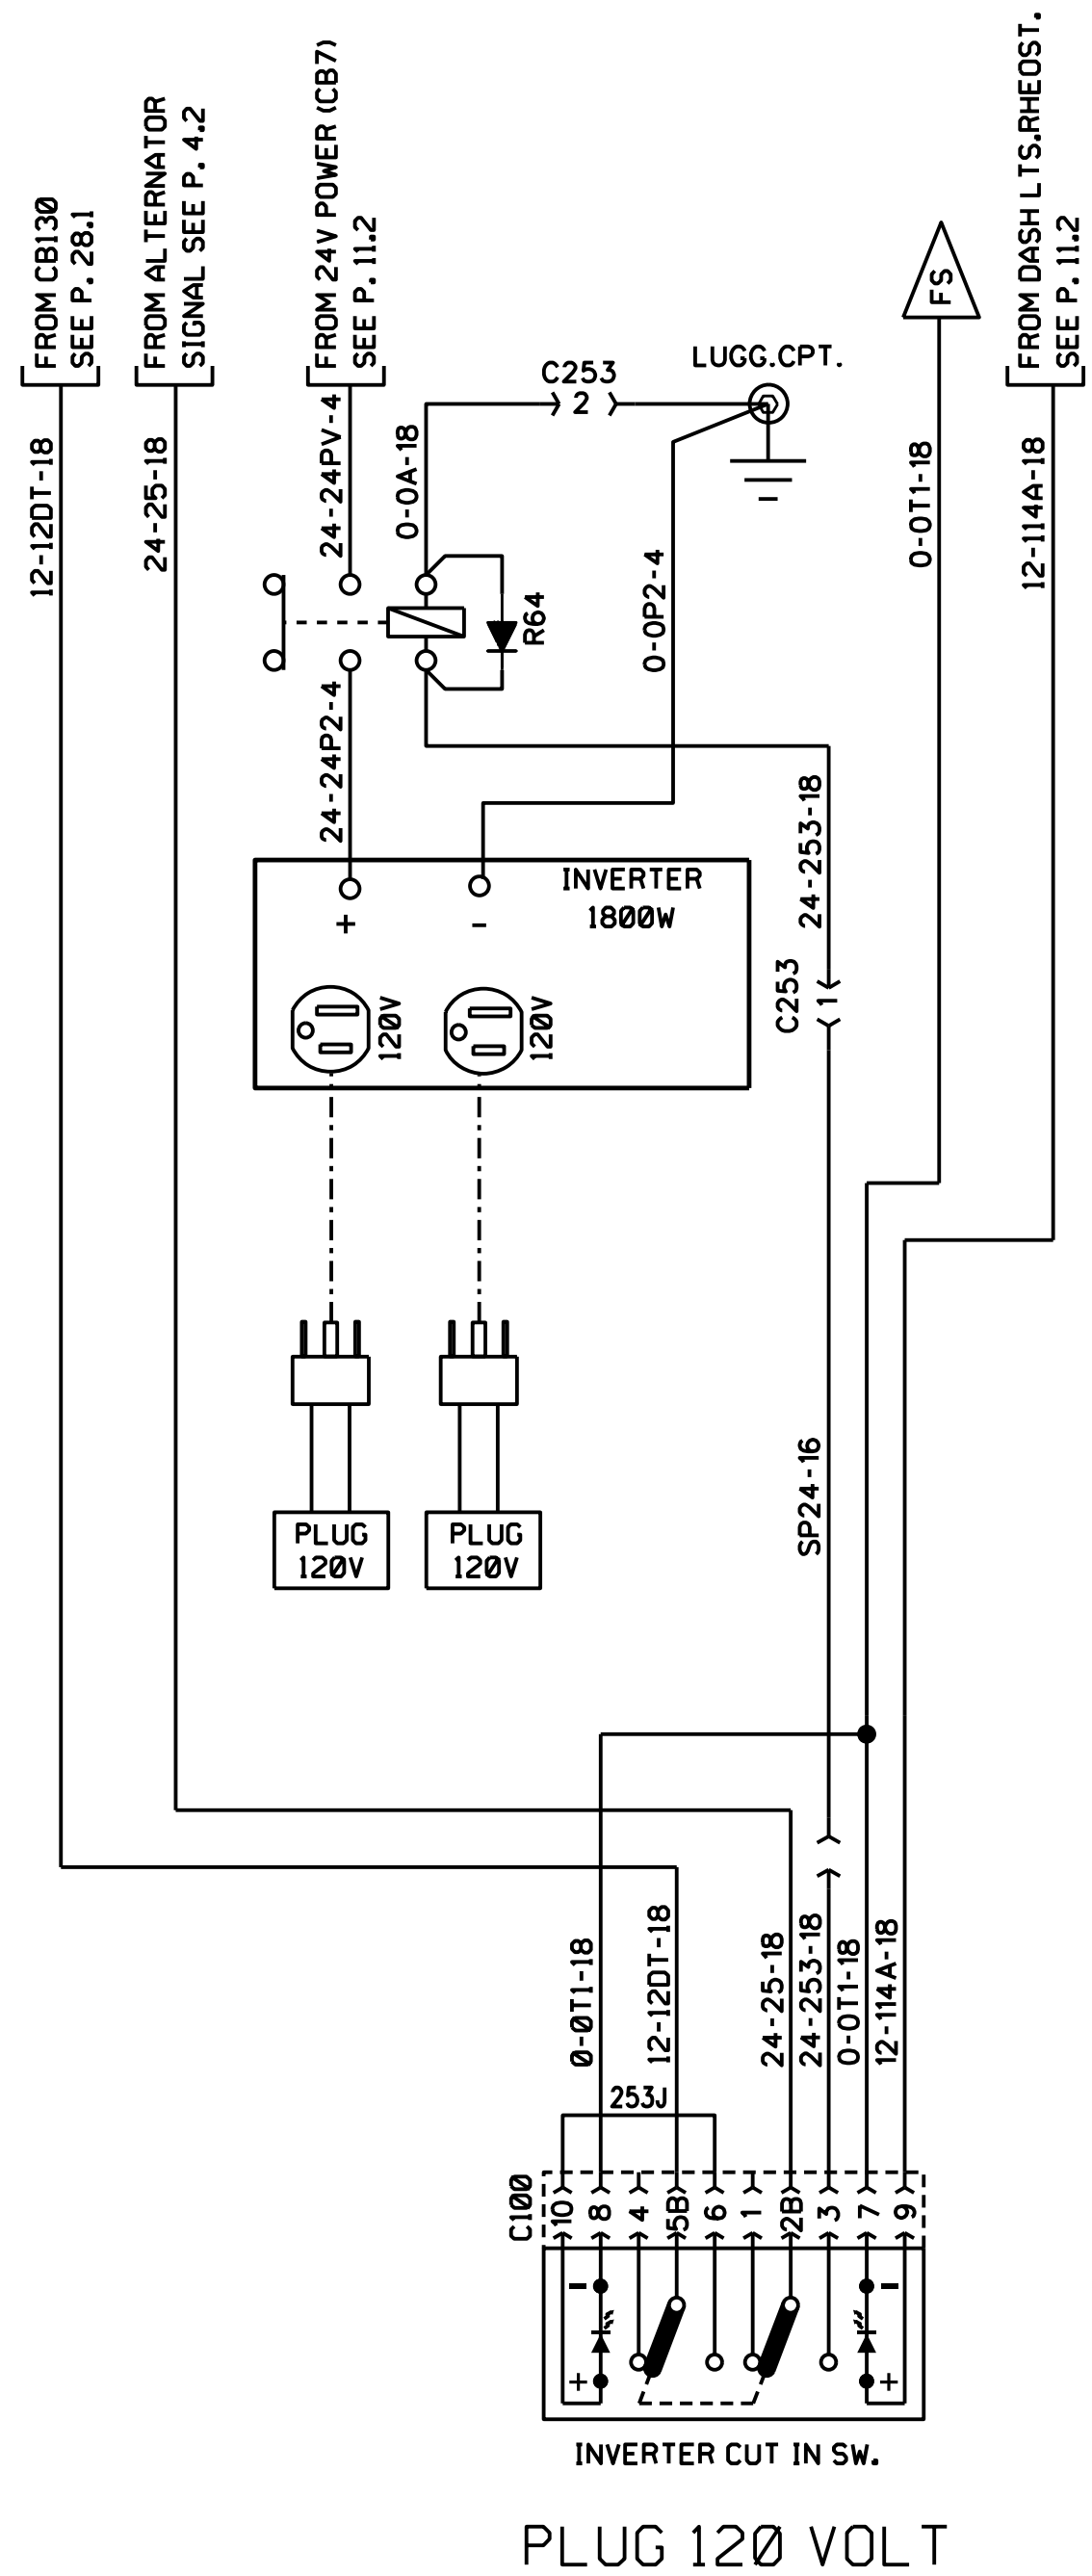 FROM CB130
SEE P. 28.1
FROM ALTERNATOR
SIGNAL SEE P. 4.2
FROM 24V POWER (CB7)
SEE P. 11.2
FROM DASH LTS.RHEOST.
SEE P. 11.2
FS
LUGG.CPT.
C253
2
12-12DT-18
24-25-18
24-24PV-4
0-0A-18
0-0P2-4
0-0T1-18
12-114A-18
R64
24-24P2-4
24-253-18
INVERTER
1800W
+
-
120V
120V
C253
1
SP24-16
PLUG
120V
PLUG
120V
0-0T1-18
12-12DT-18
24-25-18
24-253-18
0-0T1-18
12-114A-18
253J
C100
10
8
4
5B
6
1
2B
3
7
9
-
-
+
+
INVERTER CUT IN SW.
PLUG 120 VOLT